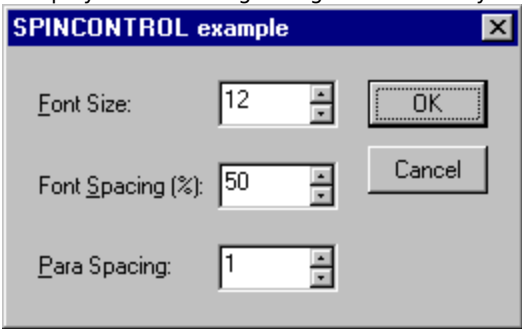 SPINCONTROL example
Font Size: 12 OK
Font Spacing (%): 50 Cancel
Para Spacing: 1